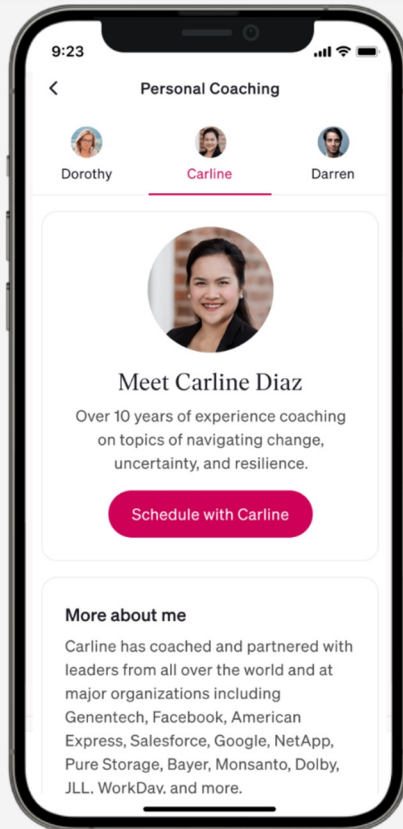 9:23
Personal Coaching
Dorothy
Carline
Darren
Meet Carline Diaz
Over 10 years of experience coaching
on topics of navigating change,
uncertainty, and resilience.
Schedule with Carline
More about me
Carline has coached and partnered with
leaders from all over the world and at
major organizations including
Genentech, Facebook, American
Express, Salesforce, Google, NetApp,
Pure Storage, Bayer, Monsanto, Dolby,
JLL, WorkDay, and more.